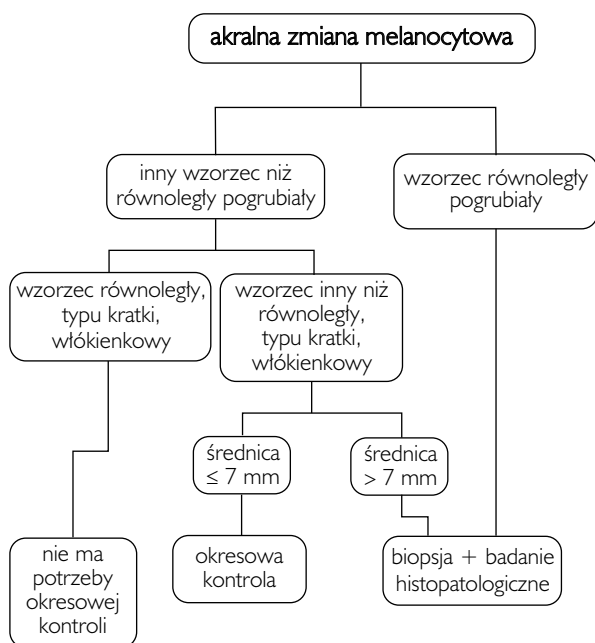 akralna zmiana melanocytowa
inny wzorzec niż
równoległy pogrubiały
wzorzec równoległy
pogrubiały
wzorzec równoległy,
typu kratki,
włókienkowy
wzorzec inny niż
równoległy,
typu kratki,
włókienkowy
średnica
≤ 7 mm
średnica
> 7 mm
nie ma
potrzeby
okresowej
kontroli
okresowa
kontrola
biopsja + badanie
histopatologiczne